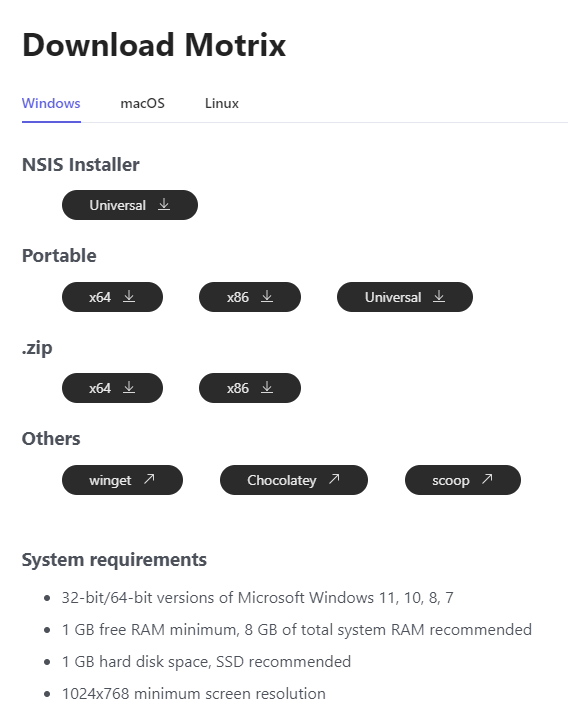 Download Motrix
Windows macOS Linux
NSIS Installer
Universal
Portable
x64 x86 Universal
.zip
x64 x86
Others
winget Chocolatey scoop
System requirements
32-bit/64-bit versions of Microsoft Windows 11, 10, 8, 7
1 GB free RAM minimum, 8 GB of total system RAM recommended
1 GB hard disk space, SSD recommended
1024x768 minimum screen resolution